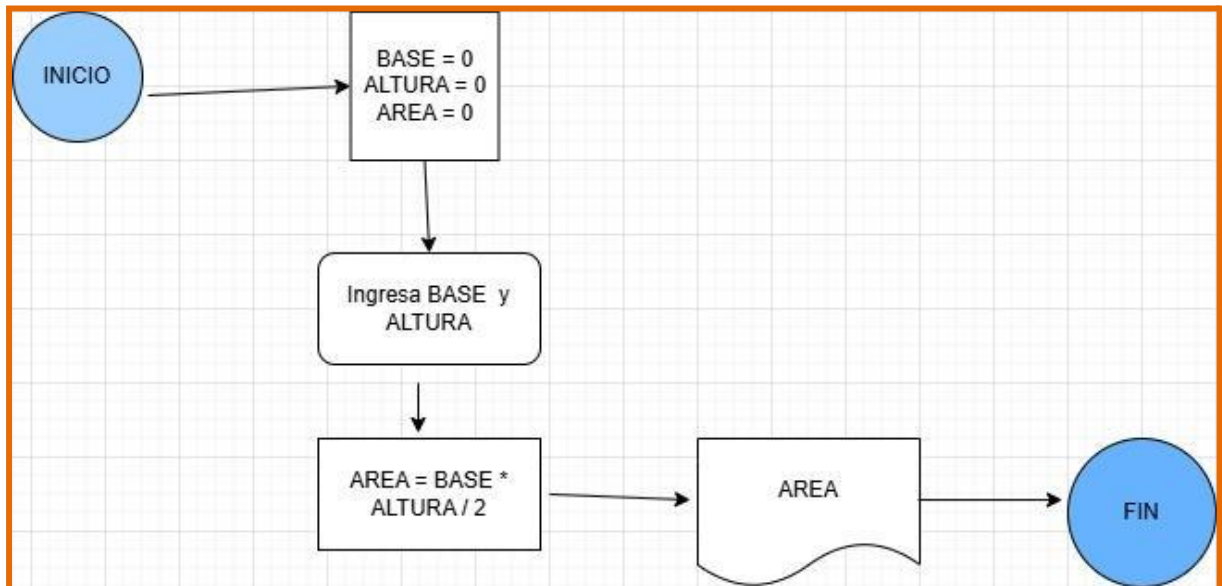 INICIO
BASE = 0
ALTURA = 0
AREA = 0
Ingresa BASE y
ALTURA
AREA = BASE *
ALTURA / 2
AREA
FIN